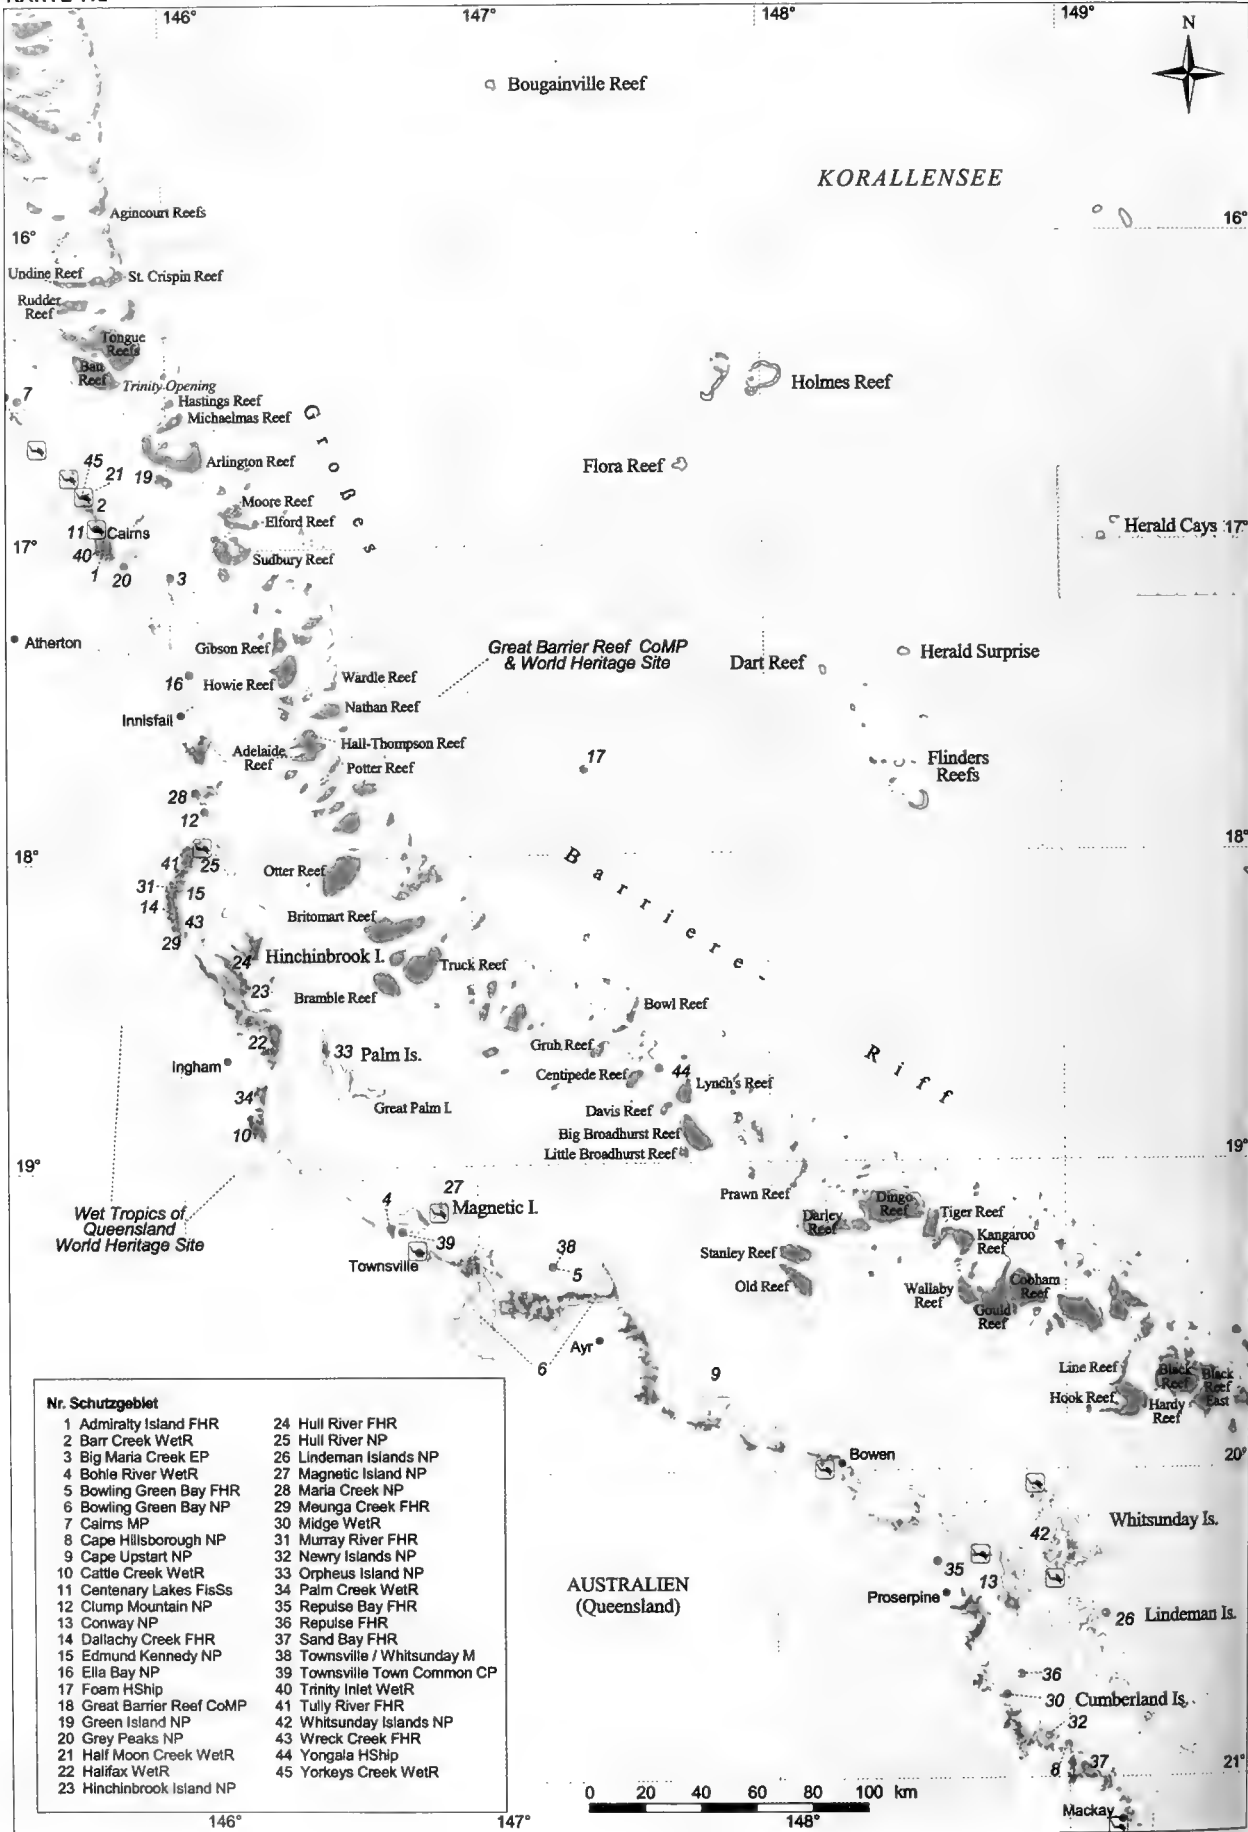 146°
147°
148°
149°
N
Bougainville Reef
KORALLENSEE
Agincourt Reefs
16°
16°
Undine Reef
St. Crispin Reef
Rudder
Reef
Tongue
Reefs
Batt
Reef
Trinity Opening
Holmes Reef
7
Hastings Reef
Michaelmas Reef
Großes
Arlington Reef
Flora Reef
45
21
19
2
Moore Reef
Elford Reef
11
Cairns
Herald Cays
17°
17°
40
Sudbury Reef
1
20
3
Atherton
Gibson Reef
Great Barrier Reef CoMP
& World Heritage Site
Dart Reef
Herald Surprise
16
Howie Reef
Wardle Reef
Nathan Reef
Innisfail
Adelaide
Reef
Hall-Thompson Reef
Potter Reef
17
Flinders
Reefs
28
12
18°
18°
Barriere
41
25
Otter Reef
31
15
14
43
Britomart Reef
29
24
Hinchinbrook I.
Truck Reef
23
Bramble Reef
Bowl Reef
22
33
Palm Is.
Grub Reef
Riff
Ingham
Centipede Reef
44
Lynch's Reef
34
Great Palm I.
Davis Reef
10
Big Broadhurst Reef
Little Broadhurst Reef
19°
19°
Prawn Reef
27
Magnetic I.
4
Dingo
Reef
Tiger Reef
Darley
Reef
Kangaroo
Reef
Wet Tropics of
Queensland
World Heritage Site
39
38
Stanley Reef
Townsville
5
Old Reef
Wallaby
Reef
Cobham
Reef
Gould
Reef
Ayr
6
9
Line Reef
Black
Reef
Black
Reef
East
Hook Reef
Hardy
Reef
Bowen
20°
42
Whitsunday Is.
AUSTRALIEN
(Queensland)
35
13
Proserpine
26
Lindeman Is.
36
30
Cumberland Is.
32
8
37
21°
Mackay
Nr. Schutzgebiet
1 Admiralty Island FHR
2 Barr Creek WetR
3 Big Maria Creek EP
4 Bohle River WetR
5 Bowling Green Bay FHR
6 Bowling Green Bay NP
7 Cairns MP
8 Cape Hillsborough NP
9 Cape Upstart NP
10 Cattle Creek WetR
11 Centenary Lakes FisSs
12 Clump Mountain NP
13 Conway NP
14 Dallachy Creek FHR
15 Edmund Kennedy NP
16 Ella Bay NP
17 Foam HShip
18 Great Barrier Reef CoMP
19 Green Island NP
20 Grey Peaks NP
21 Half Moon Creek WetR
22 Halifax WetR
23 Hinchinbrook Island NP
24 Hull River FHR
25 Hull River NP
26 Lindeman Islands NP
27 Magnetic Island NP
28 Maria Creek NP
29 Meunga Creek FHR
30 Midge WetR
31 Murray River FHR
32 Newry Islands NP
33 Orpheus Island NP
34 Palm Creek WetR
35 Repulse Bay FHR
36 Repulse FHR
37 Sand Bay FHR
38 Townsville / Whitsunday M
39 Townsville Town Common CP
40 Trinity Inlet WetR
41 Tully River FHR
42 Whitsunday Islands NP
43 Wreck Creek FHR
44 Yongala HShip
45 Yorkeys Creek WetR
0 20 40 60 80 100 km
146°
147°
148°